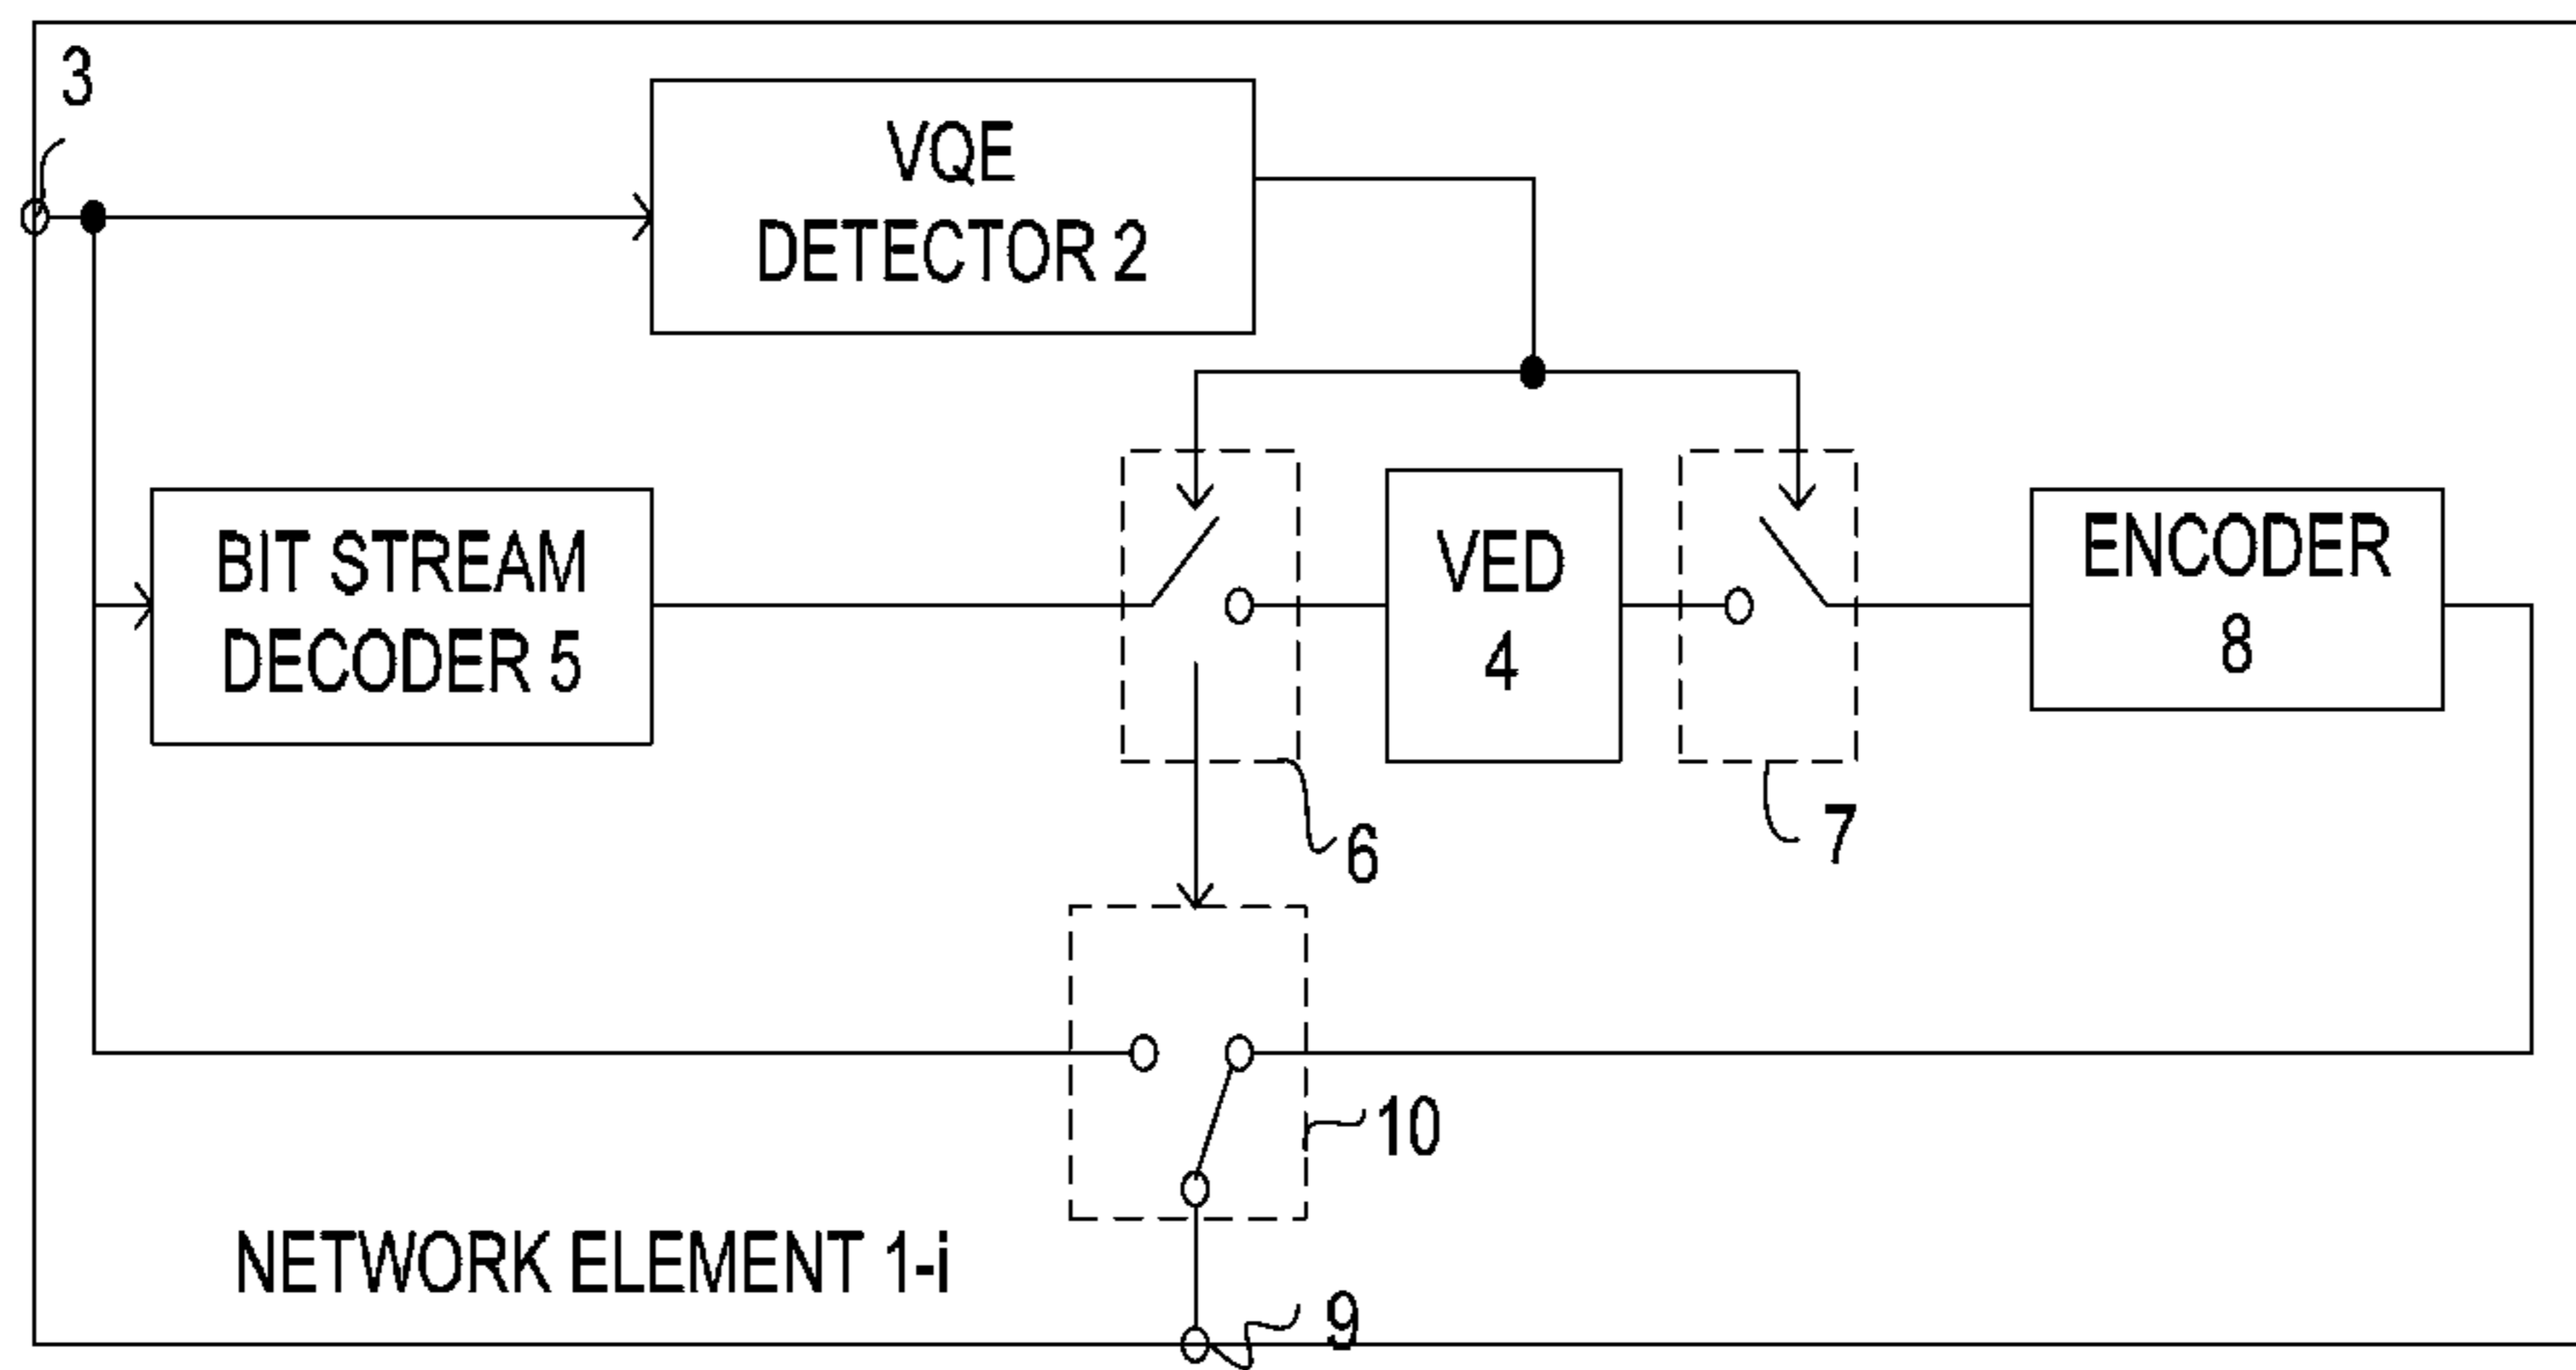 3
VQE
DETECTOR 2
BIT STREAM
DECODER 5
VED
4
ENCODER
8
6
7
10
NETWORK ELEMENT 1-i
9